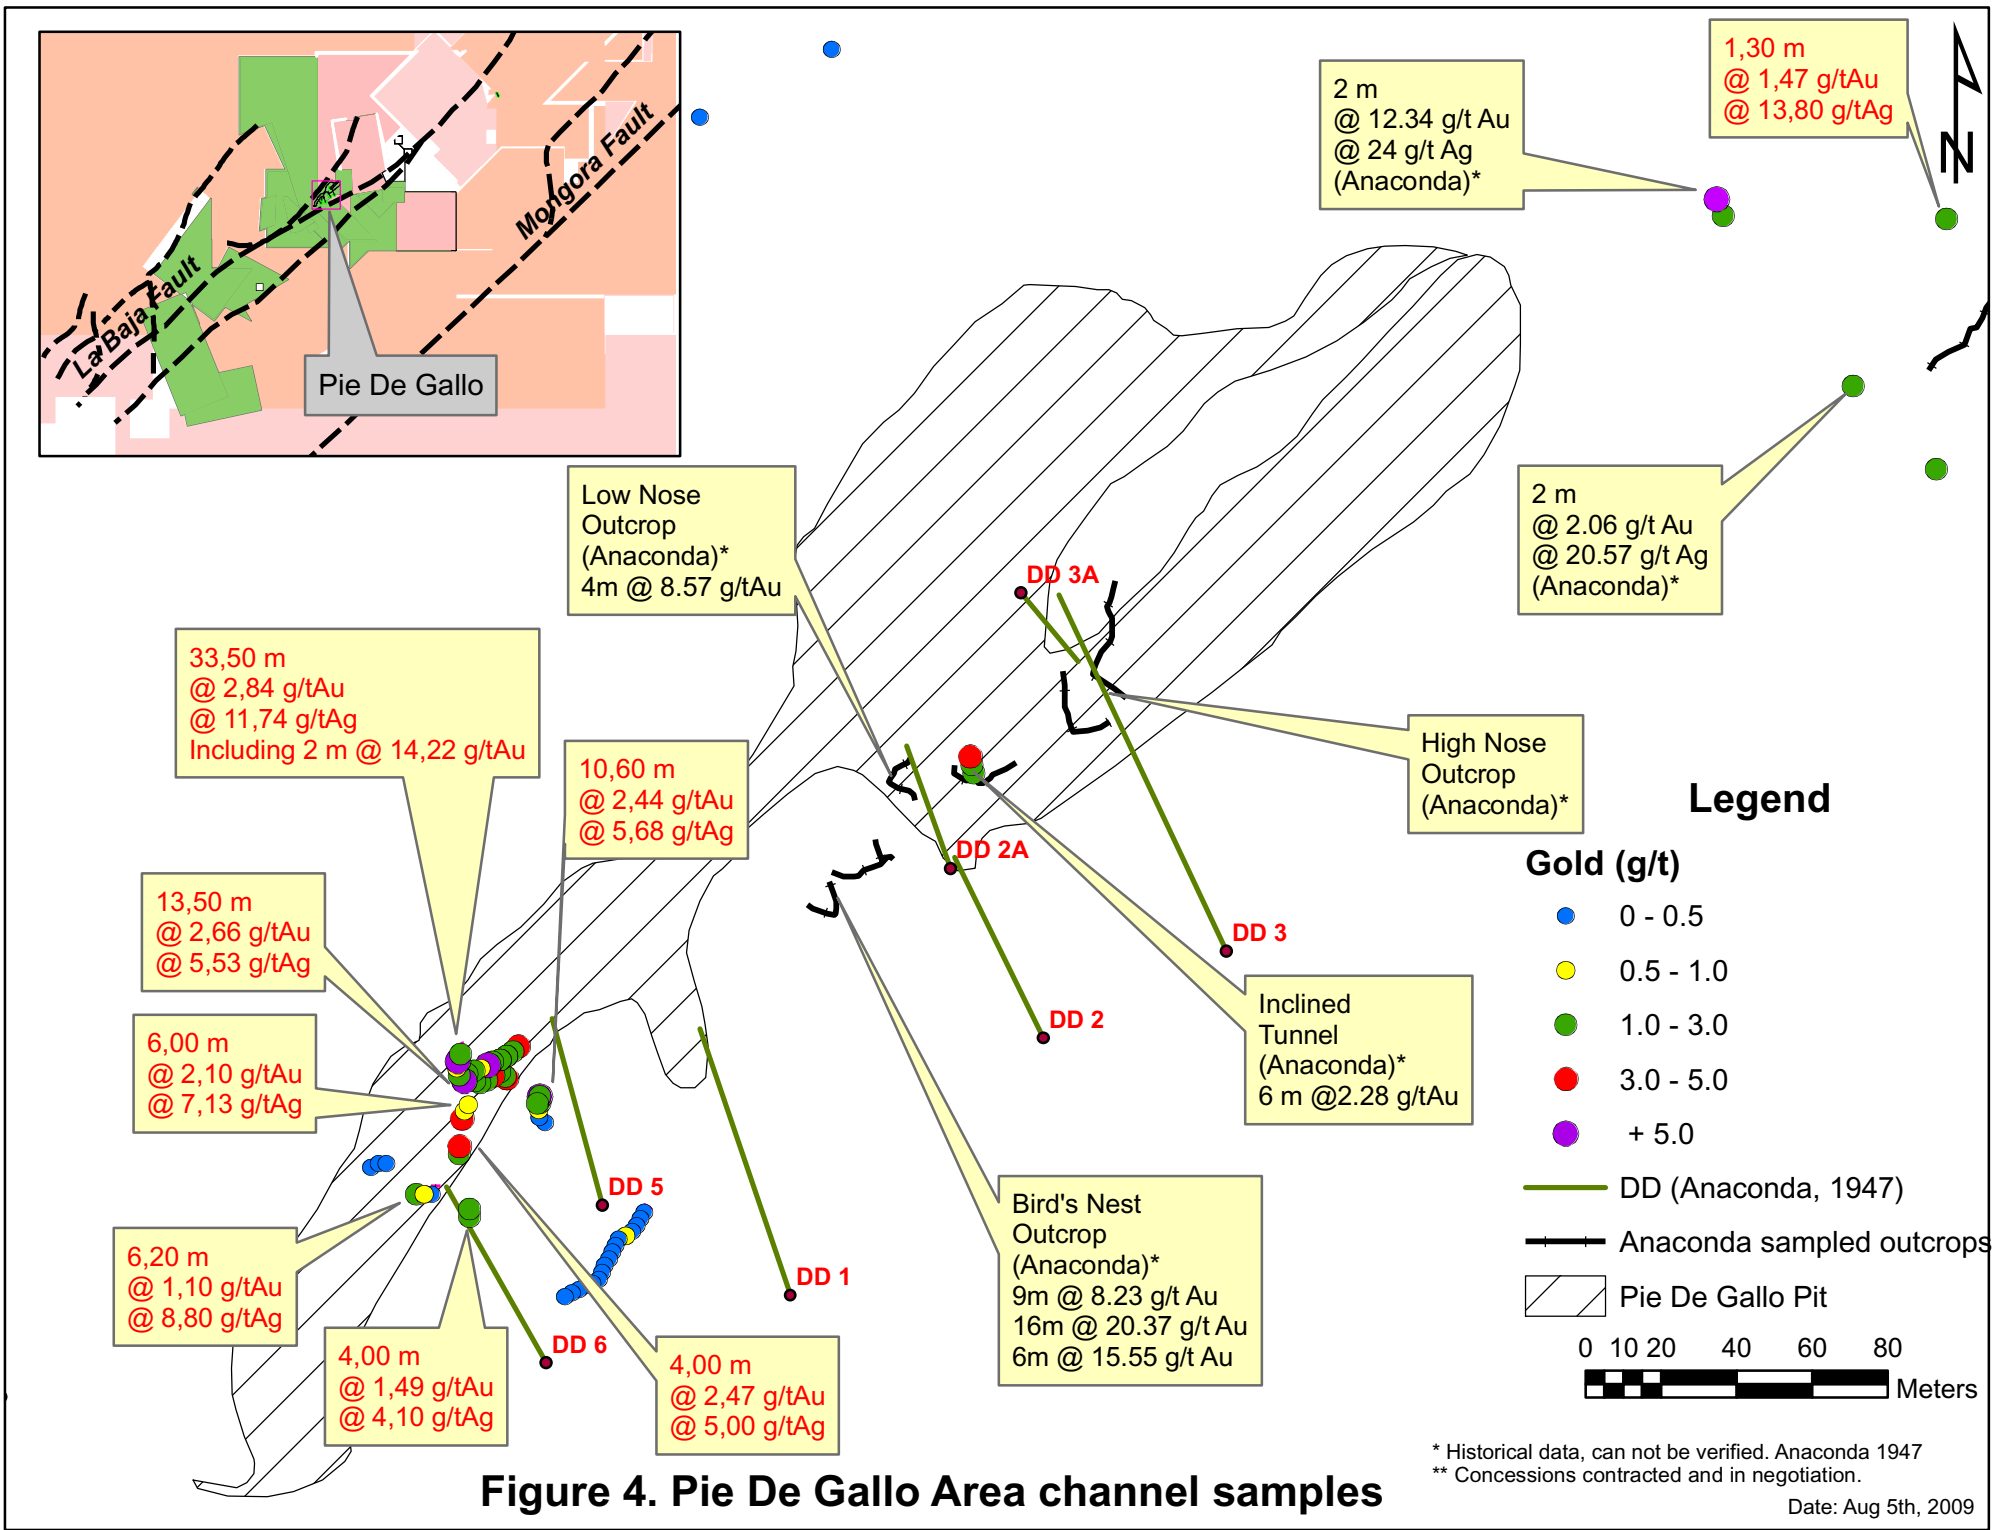 Mongora Fault
La Baja Fault
Pie De Gallo
2 m
@ 12.34 g/t Au
@ 24 g/t Ag
(Anaconda)*
1,30 m
@ 1,47 g/tAu
@ 13,80 g/tAg
N
Low Nose
Outcrop
(Anaconda)*
4m @ 8.57 g/tAu
2 m
@ 2.06 g/t Au
@ 20.57 g/t Ag
(Anaconda)*
DD 3A
33,50 m
@ 2,84 g/tAu
@ 11,74 g/tAg
Including 2 m @ 14,22 g/tAu
10,60 m
@ 2,44 g/tAu
@ 5,68 g/tAg
High Nose
Outcrop
(Anaconda)*
DD 2A
13,50 m
@ 2,66 g/tAu
@ 5,53 g/tAg
DD 3
DD 2
6,00 m
@ 2,10 g/tAu
@ 7,13 g/tAg
Inclined
Tunnel
(Anaconda)*
6 m @2.28 g/tAu
DD 5
DD 1
DD 6
Bird's Nest
Outcrop
(Anaconda)*
9m @ 8.23 g/t Au
16m @ 20.37 g/t Au
6m @ 15.55 g/t Au
6,20 m
@ 1,10 g/tAu
@ 8,80 g/tAg
4,00 m
@ 1,49 g/tAu
@ 4,10 g/tAg
4,00 m
@ 2,47 g/tAu
@ 5,00 g/tAg
Legend
Gold (g/t)
0 - 0.5
0.5 - 1.0
1.0 - 3.0
3.0 - 5.0
+ 5.0
DD (Anaconda, 1947)
Anaconda sampled outcrops
Pie De Gallo Pit
0 10 20 40 60 80
Meters
* Historical data, can not be verified. Anaconda 1947
** Concessions contracted and in negotiation.
Date: Aug 5th, 2009
Figure 4. Pie De Gallo Area channel samples